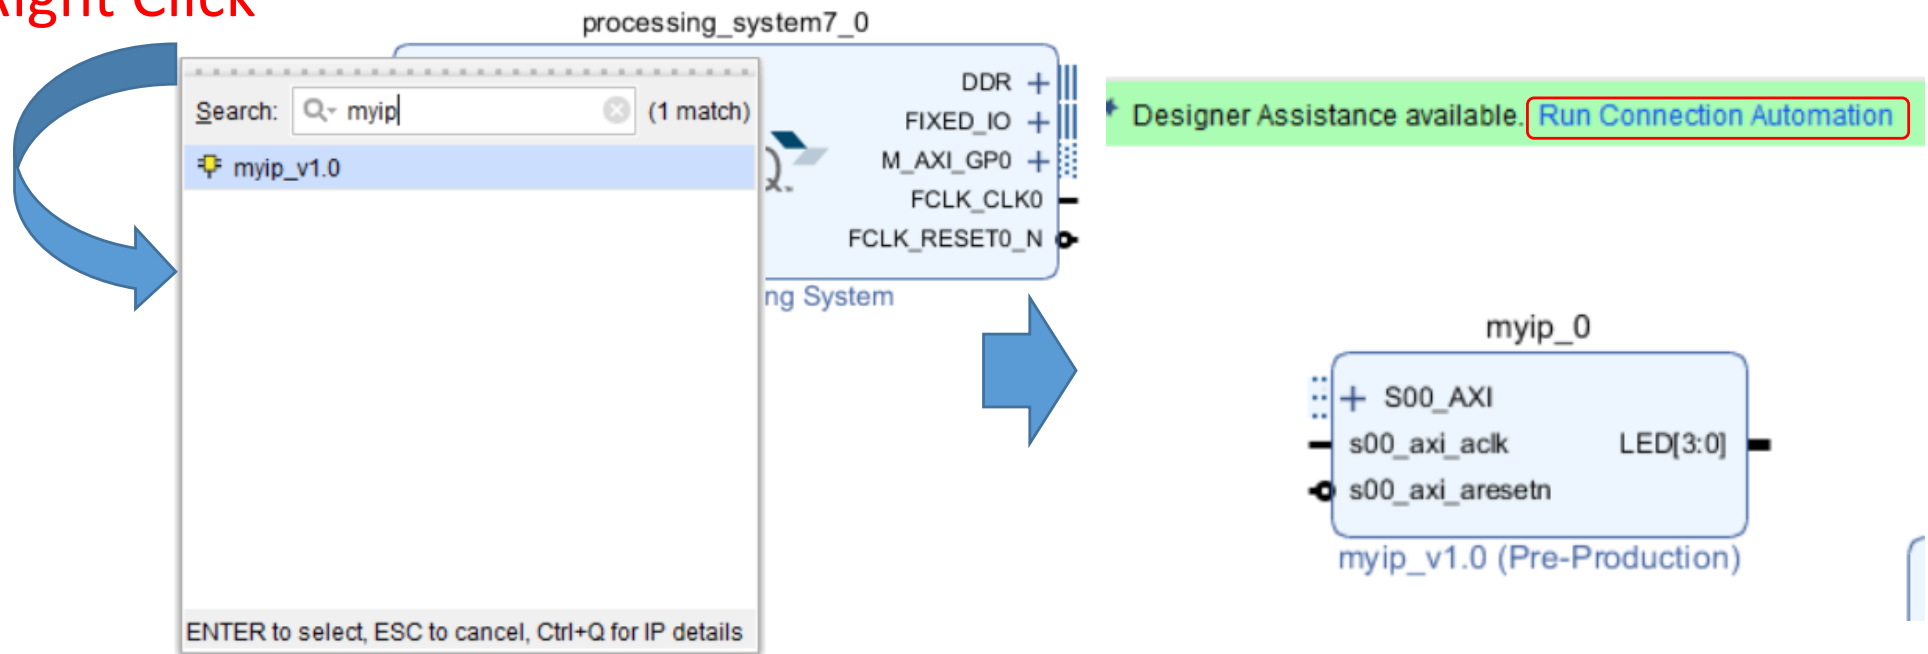 Right Click
processing_system7_0
Search: myip (1 match)
myip_v1.0
ENTER to select, ESC to cancel, Ctrl+Q for IP details
DDR
FIXED_IO
M_AXI_GP0
FCLK_CLK0
FCLK_RESET0_N
ng System
Designer Assistance available. Run Connection Automation
myip_0
S00_AXI
s00_axi_aclk LED[3:0]
s00_axi_aresetn
myip_v1.0 (Pre-Production)